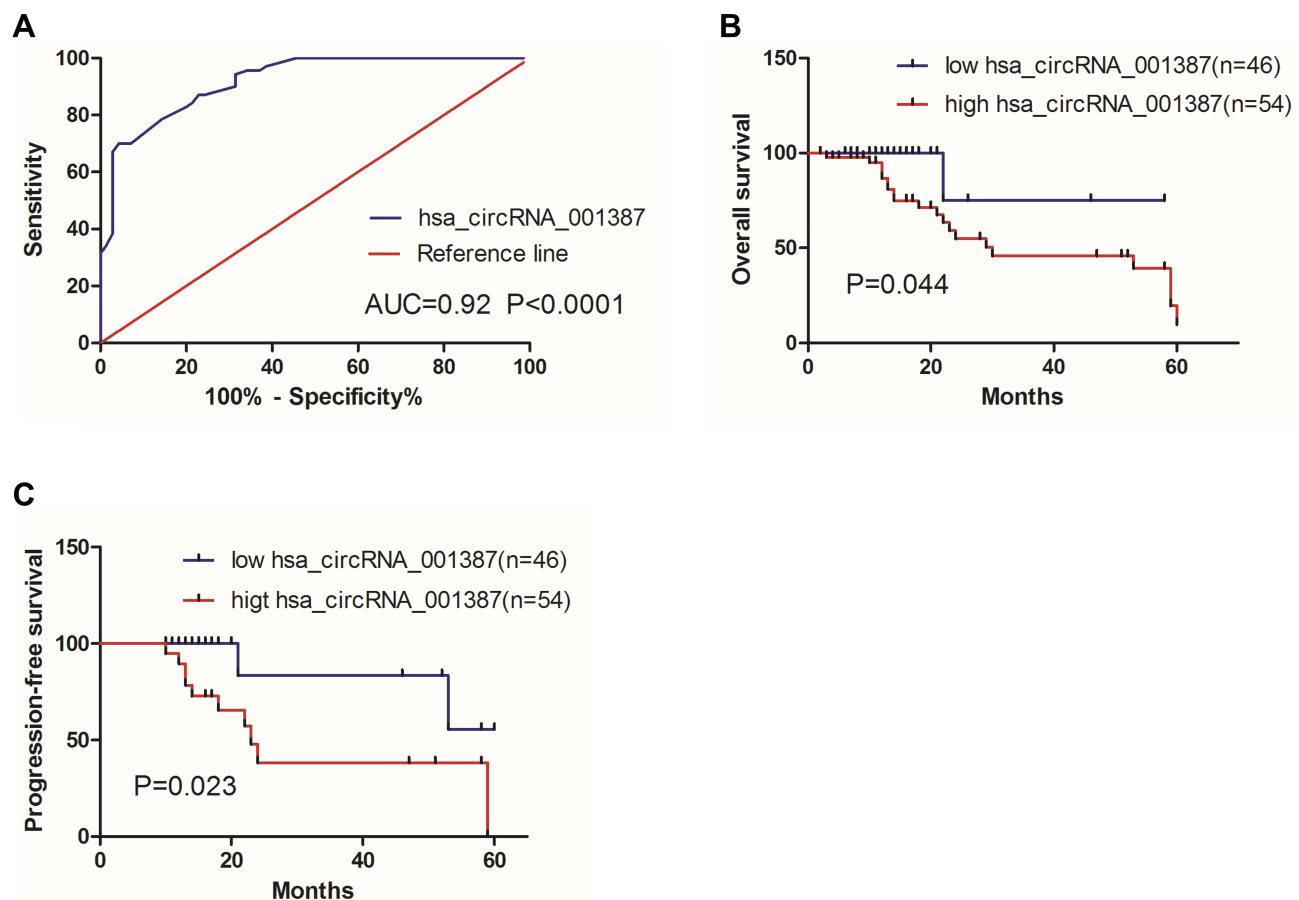 A
100
80
60
40
20
0
Sensitivity
hsa_circRNA_001387
Reference line
AUC=0.92 P<0.0001
0 20 40 60 80 100
100% - Specificity%
B
150
100
50
0
Overall survival
low hsa_circRNA_001387(n=46)
high hsa_circRNA_001387(n=54)
P=0.044
0 20 40 60
Months
C
150
100
50
0
Progression-free survival
low hsa_circRNA_001387(n=46)
higt hsa_circRNA_001387(n=54)
P=0.023
0 20 40 60
Months